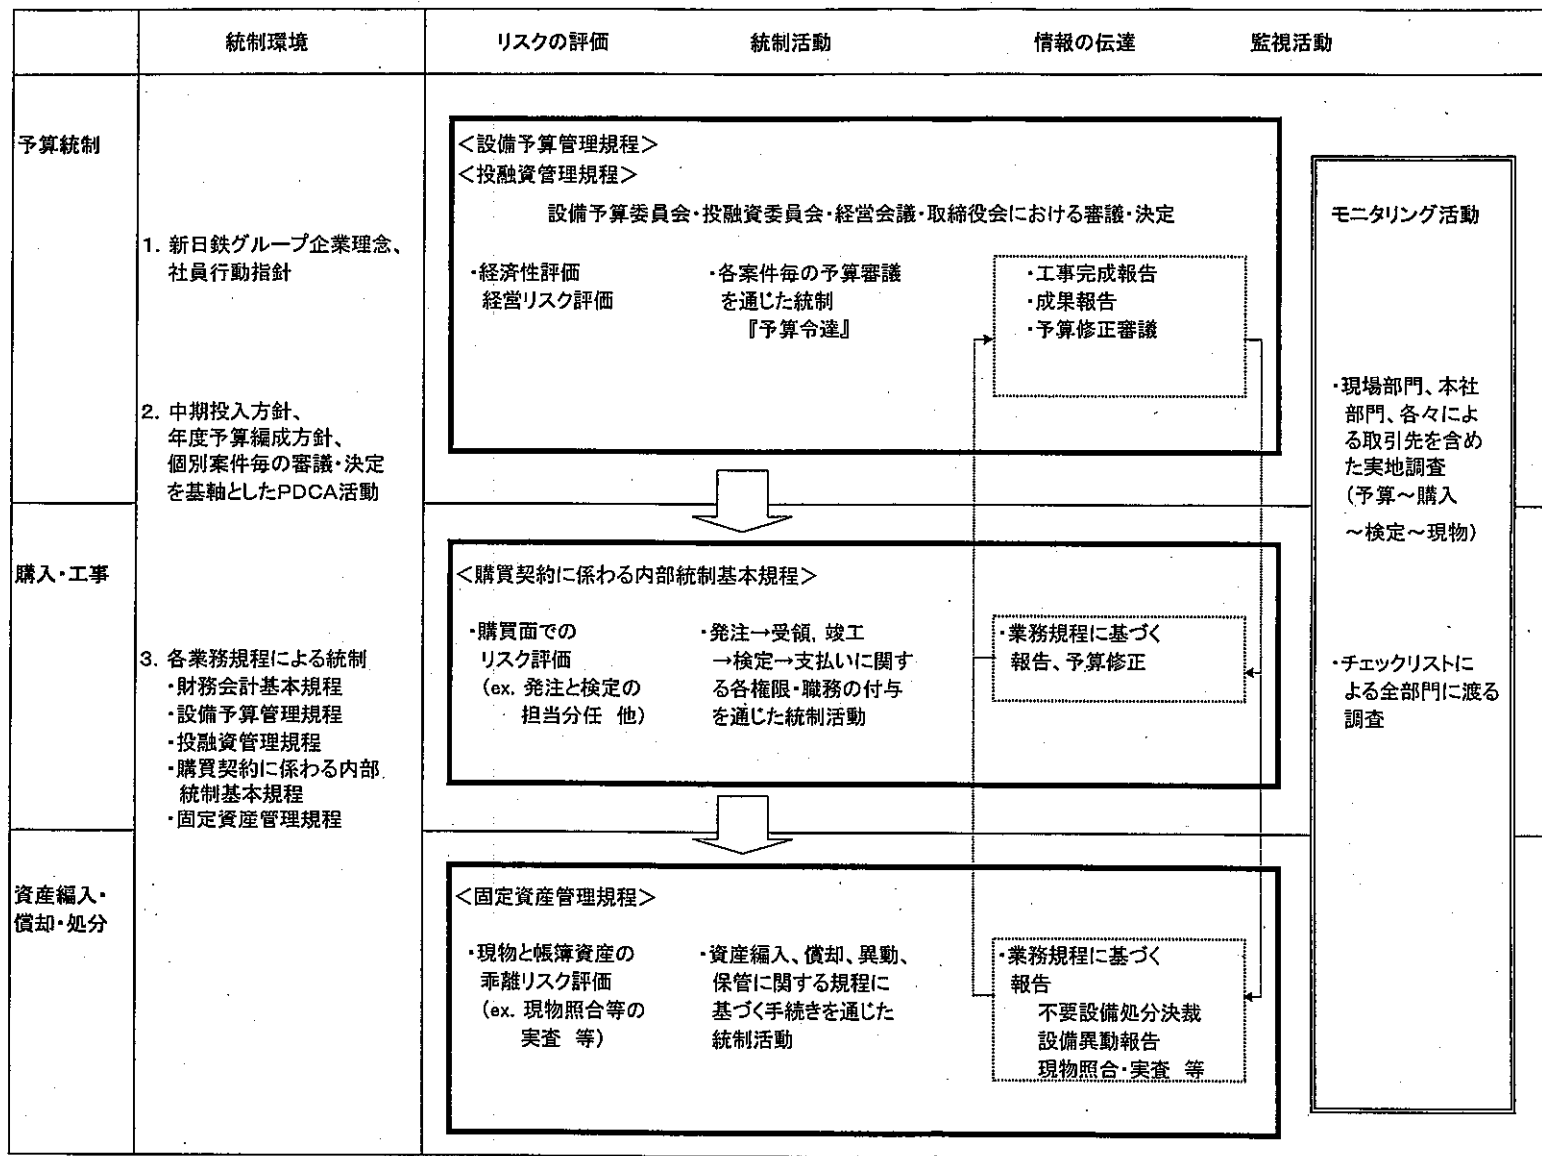 統制環境
リスクの評価
統制活動
情報の伝達
監視活動
予算統制
1. 新日鉄グループ企業理念、
社員行動指針
2. 中期投入方針、
年度予算編成方針、
個別案件毎の審議・決定
を基軸としたPDCA活動
3. 各業務規程による統制
・財務会計基本規程
・設備予算管理規程
・投融資管理規程
・購買契約に係わる内部
統制基本規程
・固定資産管理規程
＜設備予算管理規程＞
＜投融資管理規程＞
設備予算委員会・投融資委員会・経営会議・取締役会における審議・決定
・経済性評価
経営リスク評価
・各案件毎の予算審議
を通じた統制
『予算令達』
・工事完成報告
・成果報告
・予算修正審議
購入・工事
＜購買契約に係わる内部統制基本規程＞
・購買面での
リスク評価
(ex. 発注と検定の
担当分任 他)
・発注→受領, 竣工
→検定→支払いに関す
る各権限・職務の付与
を通じた統制活動
・業務規程に基づく
報告、予算修正
資産編入・
償却・処分
＜固定資産管理規程＞
・現物と帳簿資産の
乖離リスク評価
(ex. 現物照合等の
実査 等)
・資産編入、償却、異動、
保管に関する規程に
基づく手続きを通じた
統制活動
・業務規程に基づく
報告
不要設備処分決裁
設備異動報告
現物照合・実査 等
モニタリング活動
・現場部門、本社
部門、各々によ
る取引先を含め
た実地調査
(予算～購入
～検定～現物)
・チェックリストに
よる全部門に渡る
調査